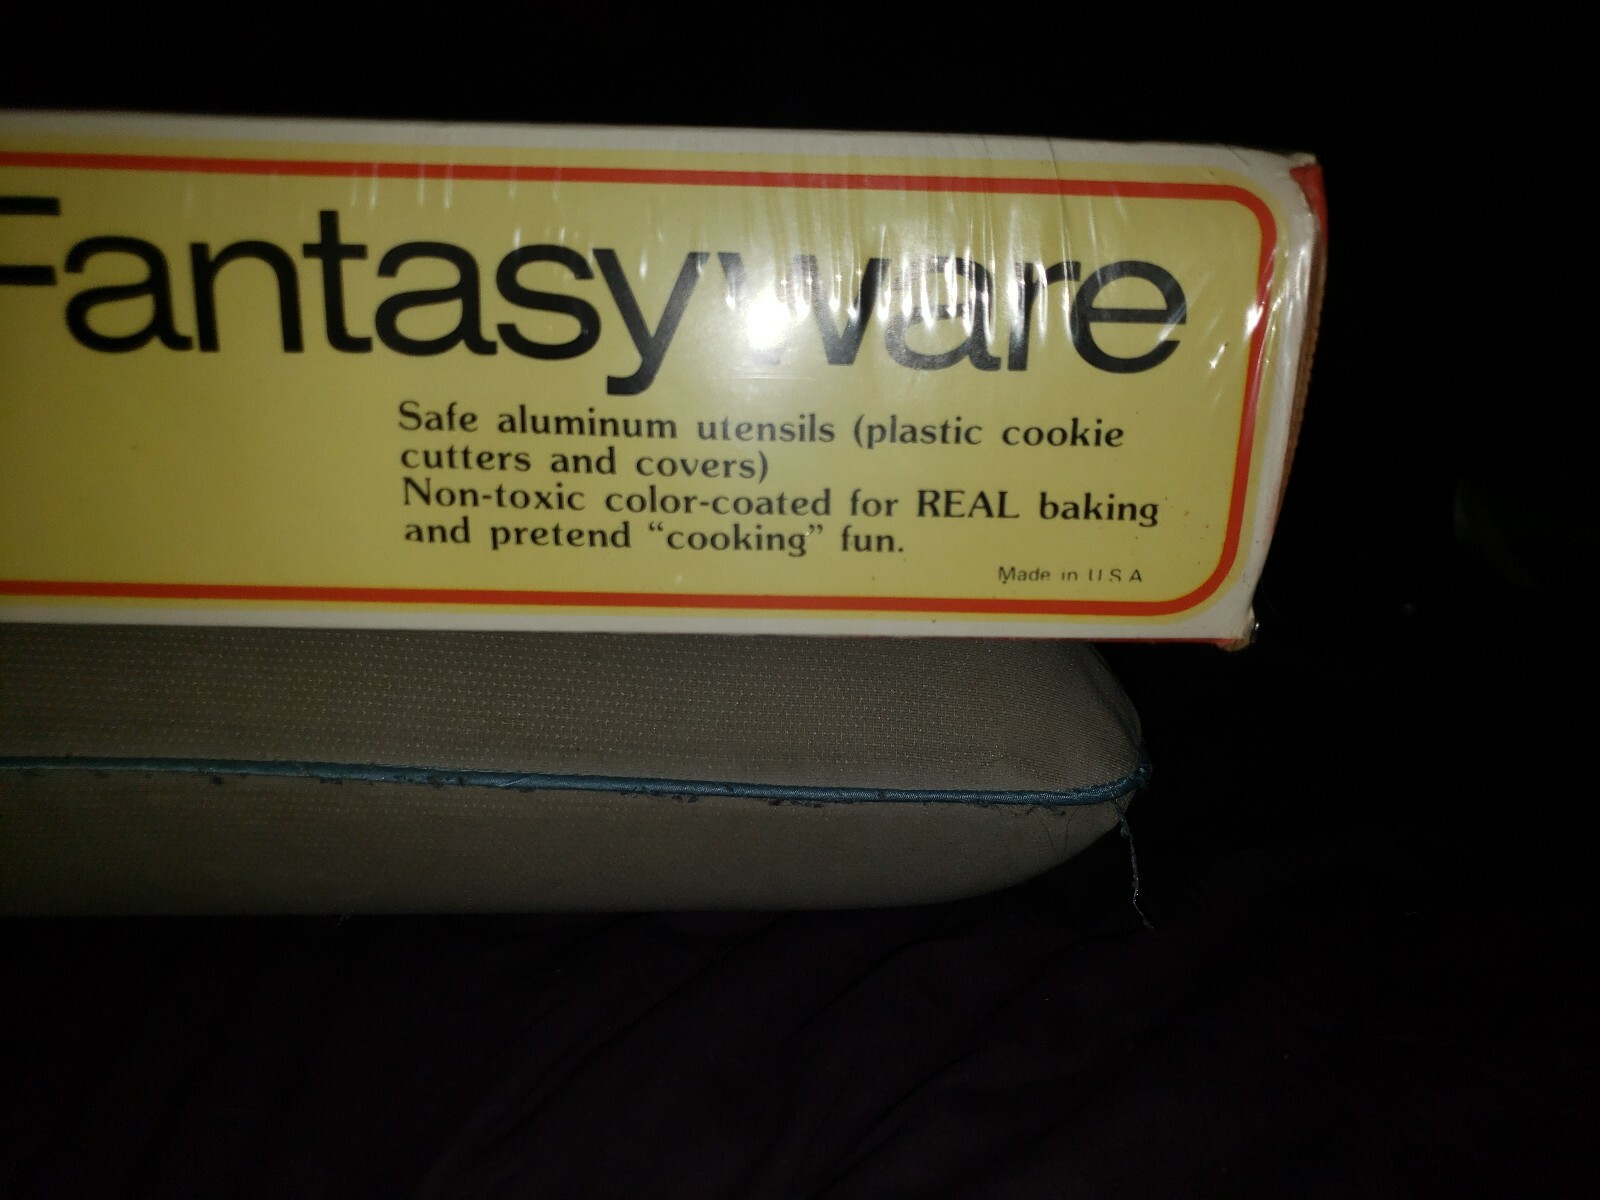 Fantasyware
Safe aluminum utensils (plastic cookie
cutters and covers)
Non-toxic color-coated for REAL baking
and pretend “cooking” fun.
Made in U S A